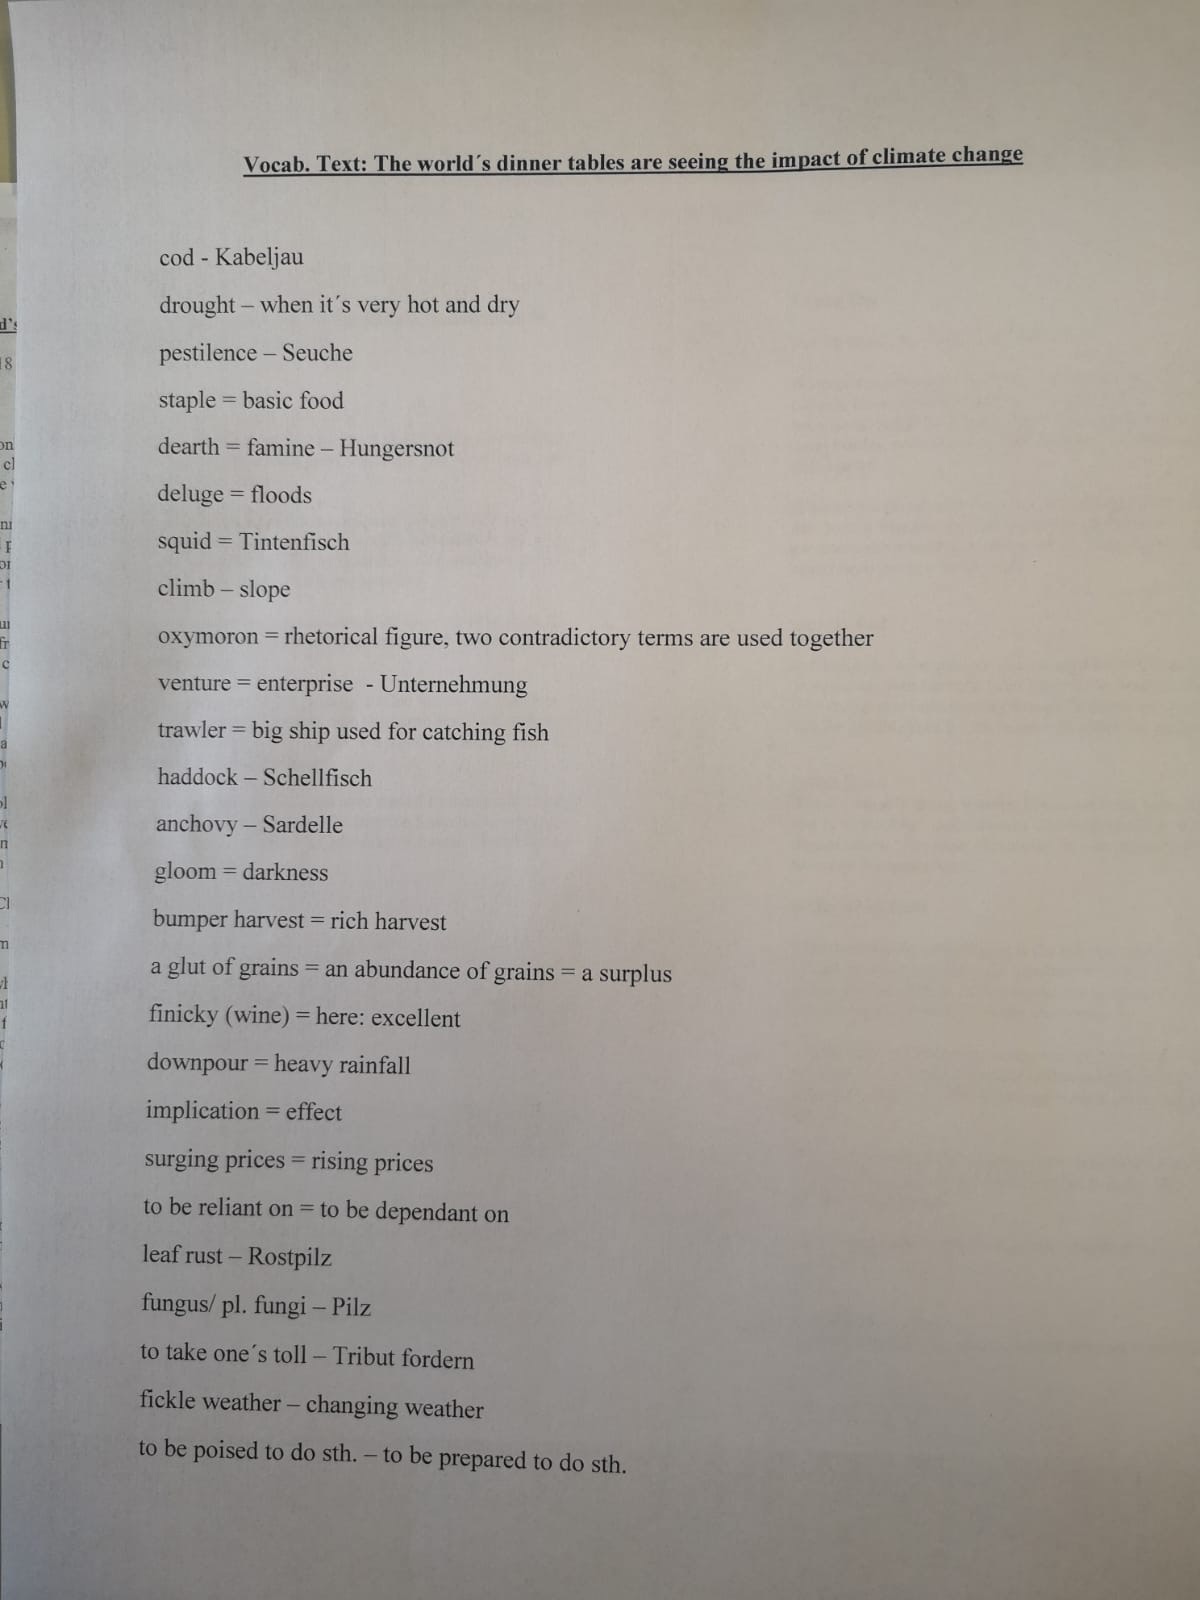 Vocab. Text: The world´s dinner tables are seeing the impact of climate change
cod - Kabeljau
drought – when it´s very hot and dry
pestilence – Seuche
staple = basic food
dearth = famine – Hungersnot
deluge = floods
squid = Tintenfisch
climb – slope
oxymoron = rhetorical figure, two contradictory terms are used together
venture = enterprise - Unternehmung
trawler = big ship used for catching fish
haddock – Schellfisch
anchovy – Sardelle
gloom = darkness
bumper harvest = rich harvest
a glut of grains = an abundance of grains = a surplus
finicky (wine) = here: excellent
downpour = heavy rainfall
implication = effect
surging prices = rising prices
to be reliant on = to be dependant on
leaf rust – Rostpilz
fungus/ pl. fungi – Pilz
to take one´s toll – Tribut fordern
fickle weather – changing weather
to be poised to do sth. – to be prepared to do sth.